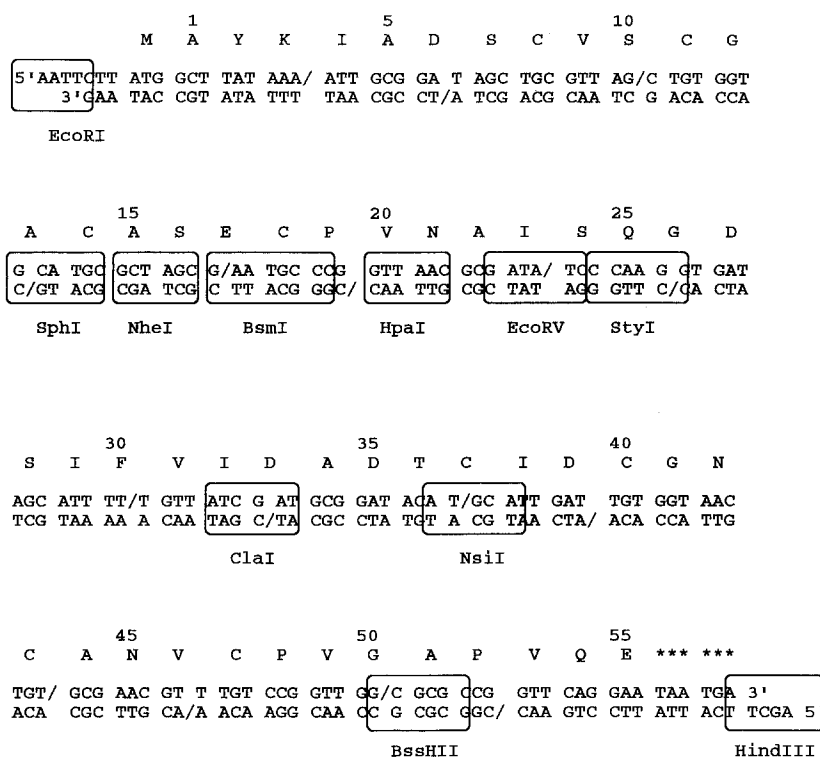 1 5 10
M A Y K I A D S C V S C G
5'AATTCTT ATG GCT TAT AAA/ ATT GCG GA T AGC TGC GTT AG/C TGT GGT
3'GAA TAC CGT ATA TTT TAA CGC CT/A TCG ACG CAA TC G ACA CCA
EcoRI
15 20 25
A C A S E C P V N A I S Q G D
G CA TGC GCT AGC G/AA TGC CCG GTT AAC GCG ATA/ TCC CAA G GT GAT
C/GT ACG CGA TCG C TT ACG GGC/ CAA TTG CGC TAT AGG GTT C/CA CTA
SphI NheI BsmI HpaI EcoRV StyI
30 35 40
S I F V I D A D T C I D C G N
AGC ATT TT/T GTT ATC G AT GCG GAT ACA T/GC ATT GAT TGT GGT AAC
TCG TAA AA A CAA TAG C/TA CGC CTA TGT A CG TAA CTA/ ACA CCA TTG
ClaI NsiI
45 50 55
C A N V C P V G A P V Q E *** ***
TGT/ GCG AAC GT T TGT CCG GTT GG/C GCG CCG GTT CAG GAA TAA TGA 3'
ACA CGC TTG CA/A ACA AGG CAA CC G CGC GGC/ CAA GTC CTT ATT ACT TCGA 5
BssHII HindIII